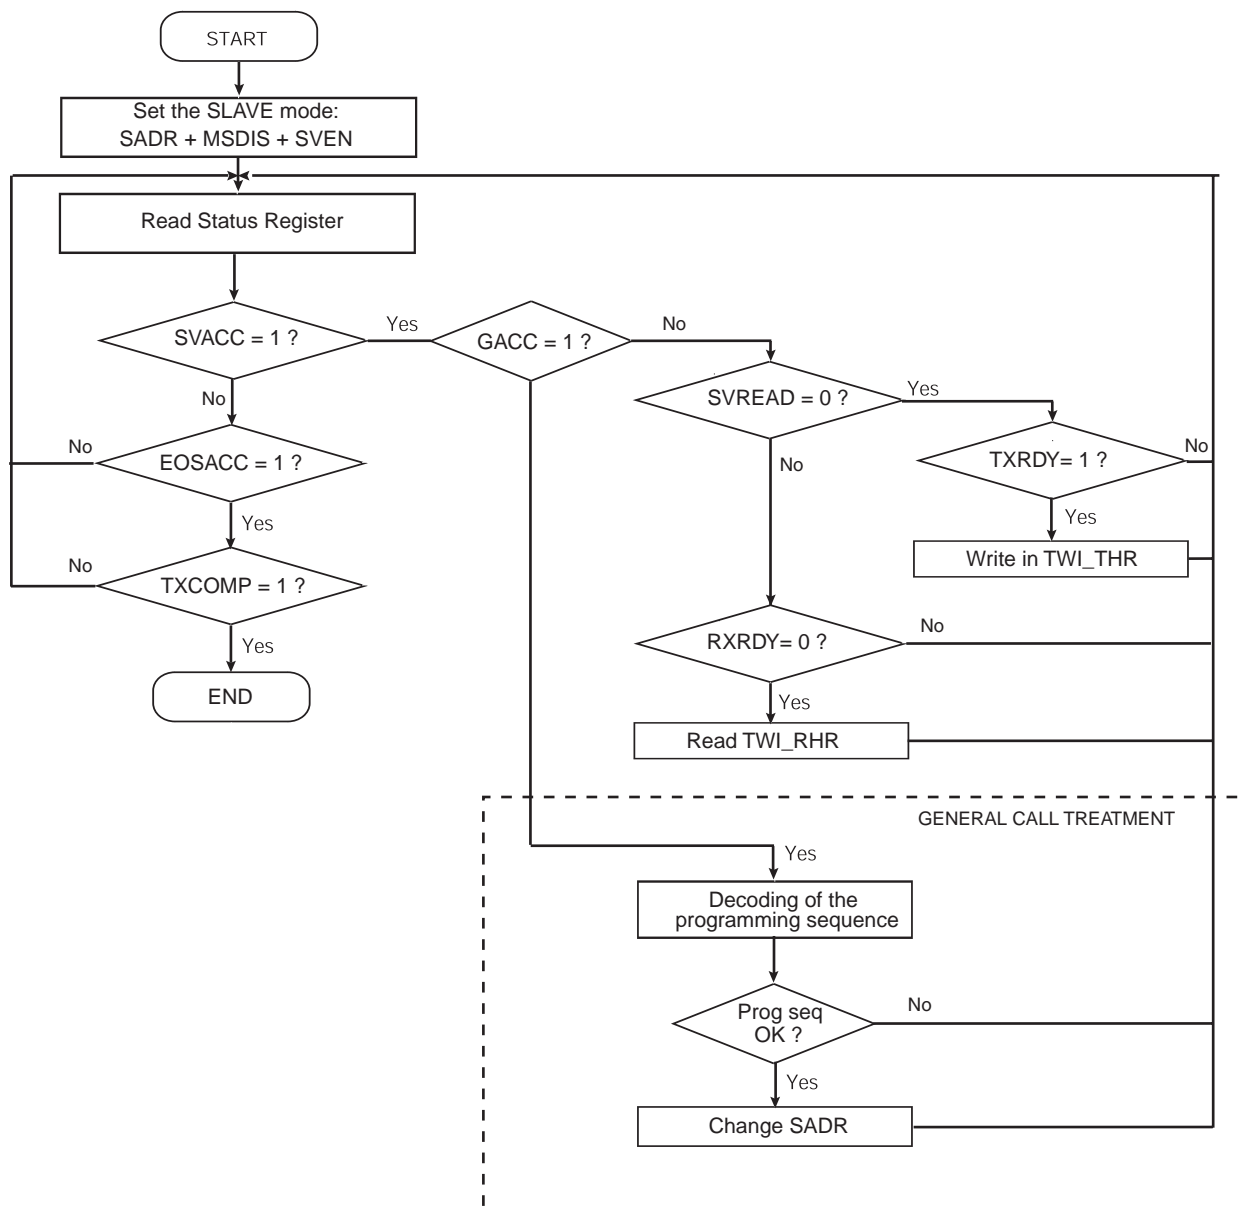 START
Set the SLAVE mode:
SADR + MSDIS + SVEN
Read Status Register
SVACC = 1 ?
Yes
GACC = 1 ?
No
SVREAD = 0 ?
Yes
No
No
EOSACC = 1 ?
No
TXRDY= 1 ?
No
Yes
Yes
Write in TWI_THR
No
TXCOMP = 1 ?
RXRDY= 0 ?
No
Yes
END
Yes
Read TWI_RHR
GENERAL CALL TREATMENT
Yes
Decoding of the
programming sequence
Prog seq
OK ?
No
Yes
Change SADR